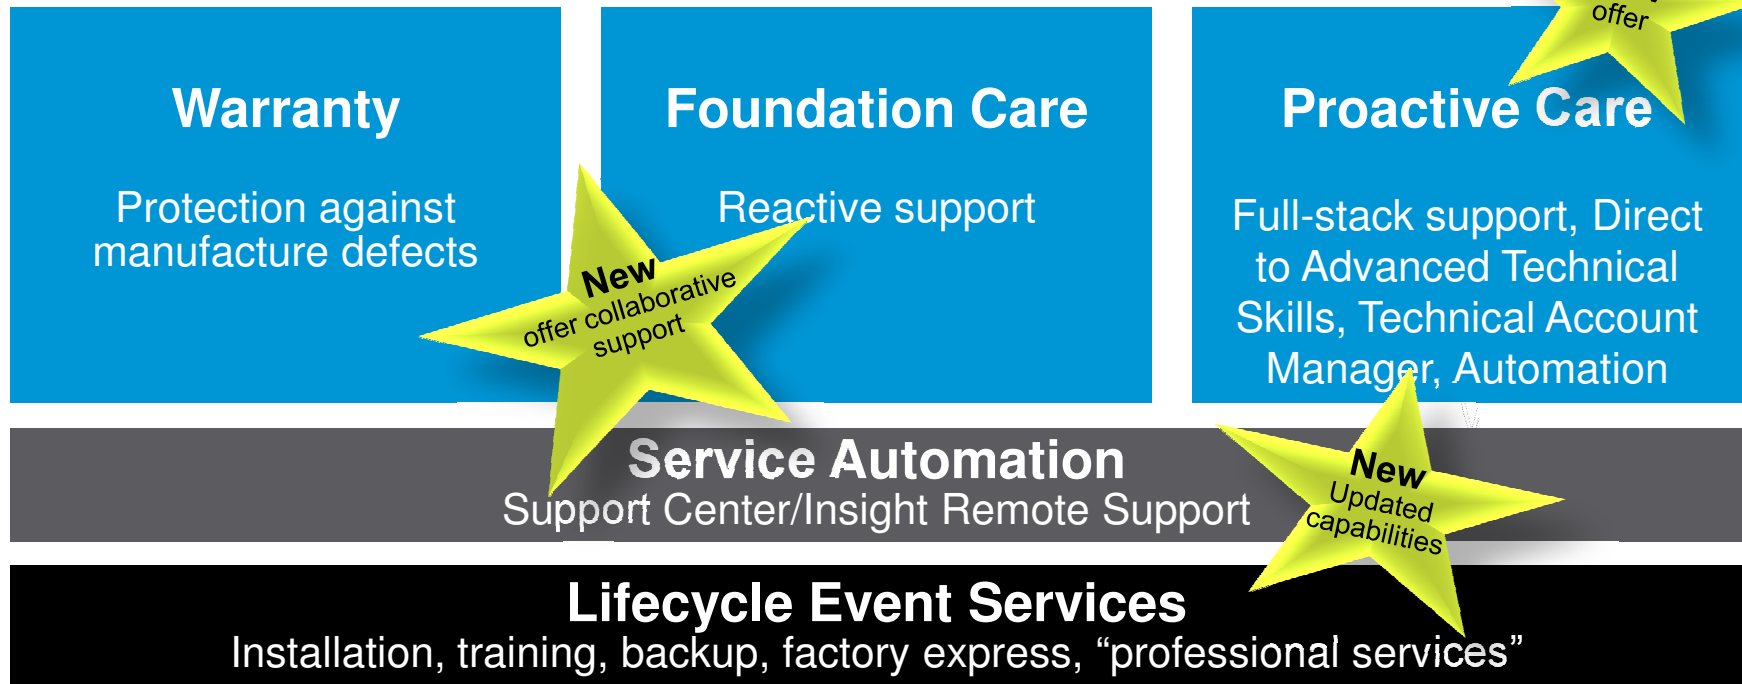 offer
Warranty
Protection against
manufacture defects
Foundation Care
Reactive support
New
offer collaborative
support
Proactive Care
Full-stack support, Direct
to Advanced Technical
Skills, Technical Account
Manager, Automation
Service Automation
Support Center/Insight Remote Support
New
Updated
capabilities
Lifecycle Event Services
Installation, training, backup, factory express, “professional services”